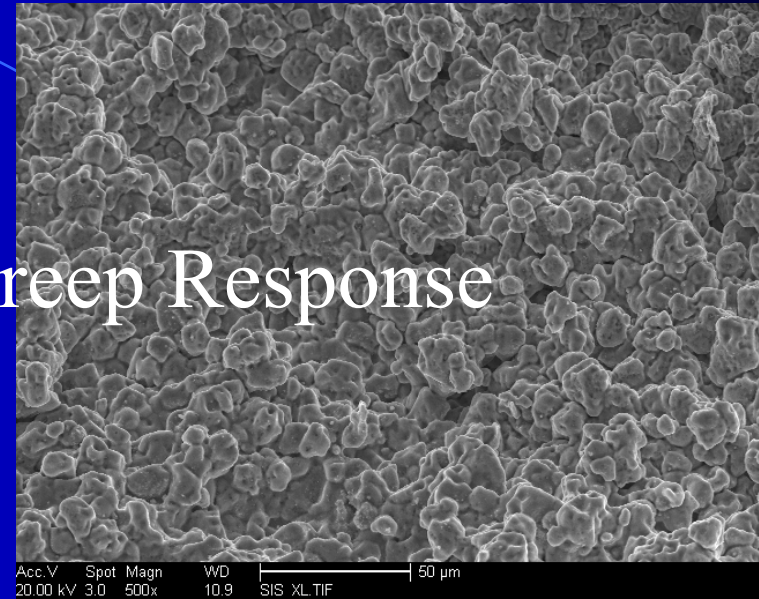 reep Response
Acc.V Spot Magn WD 50 µm
20.00 kV 3.0 500x 10.9 SIS XL.TIF